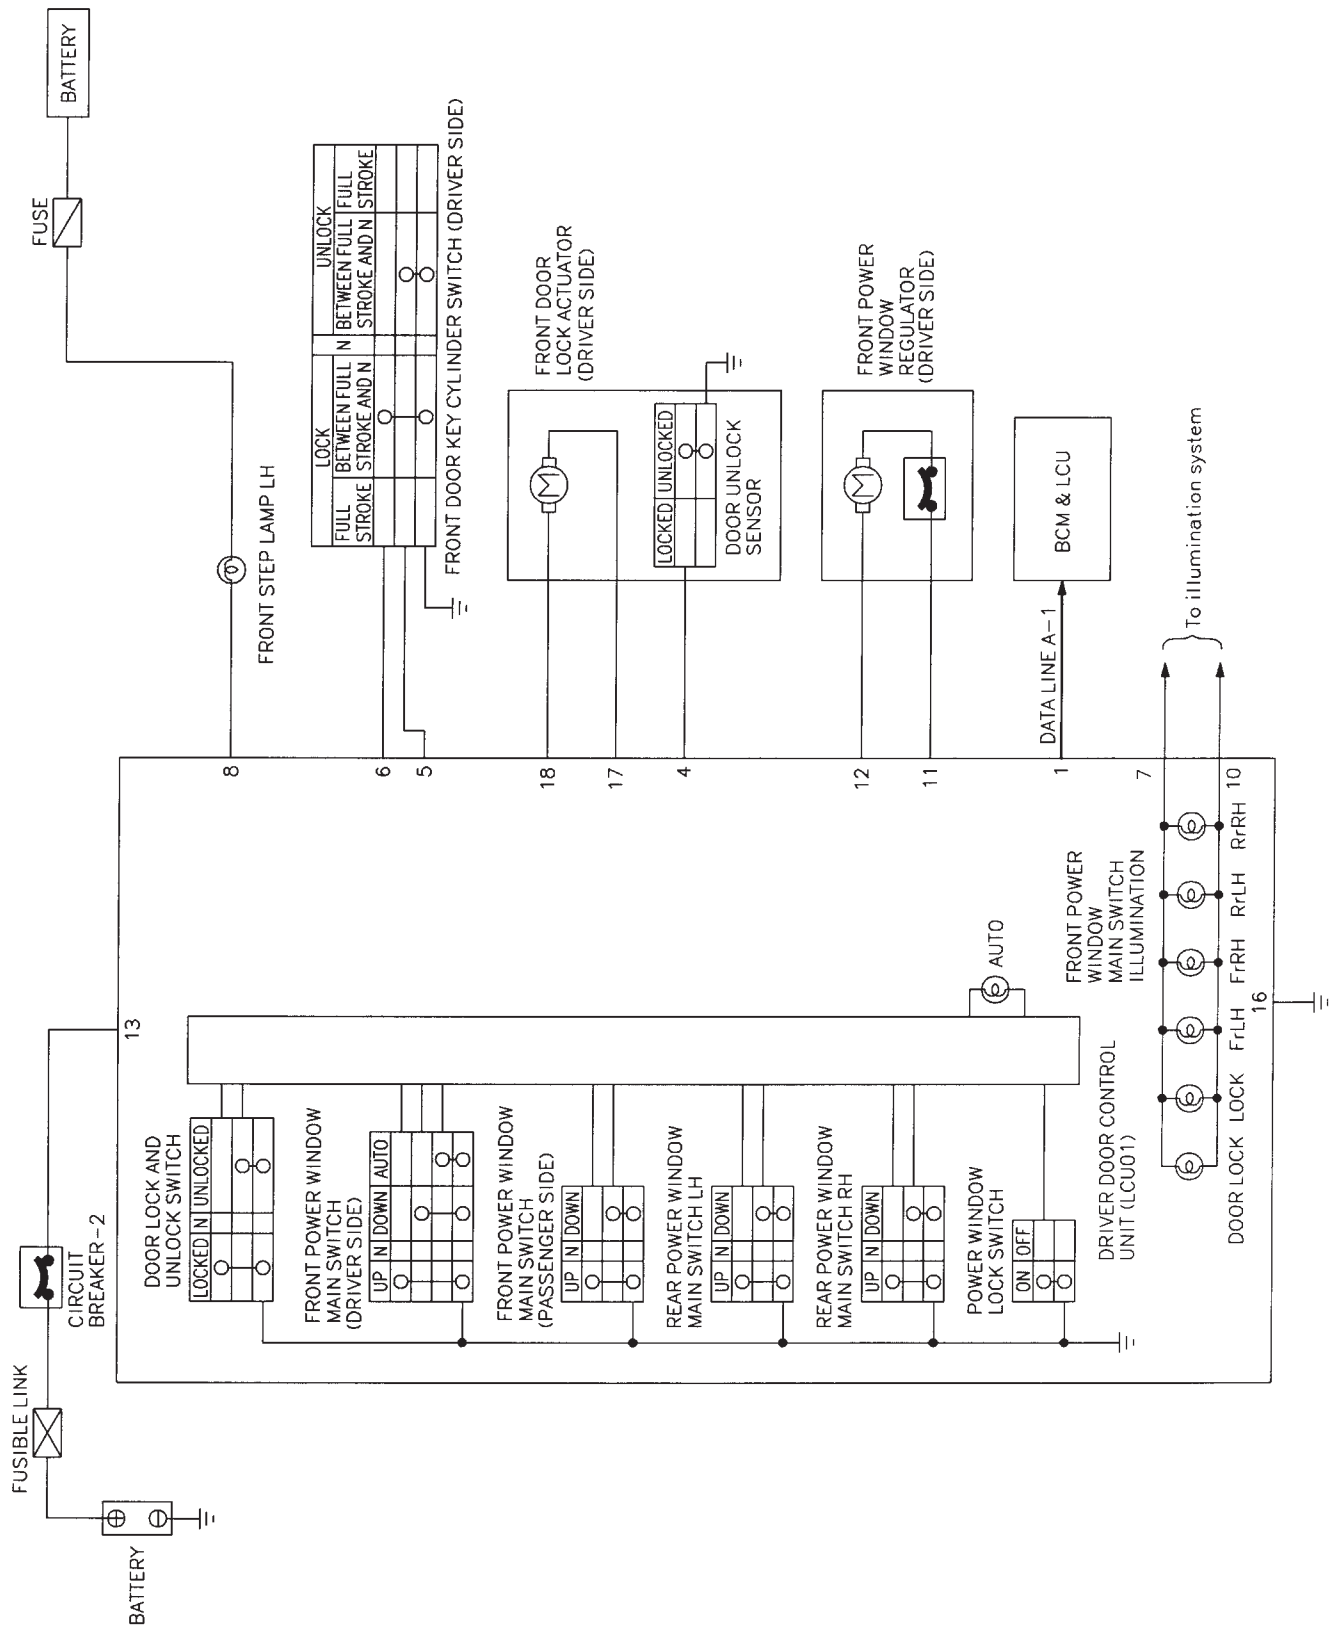 BATTERY
FUSIBLE LINK
CIRCUIT
BREAKER-2
13
BATTERY
FUSE
FRONT STEP LAMP LH
8
DOOR LOCK AND
UNLOCK SWITCH
LOCKED N UNLOCKED
LOCK
UNLOCK
FULL
STROKE
BETWEEN FULL
STROKE AND N
N
BETWEEN FULL
STROKE AND N
FULL
STROKE
6
5
FRONT DOOR KEY CYLINDER SWITCH (DRIVER SIDE)
FRONT POWER WINDOW
MAIN SWITCH
(DRIVER SIDE)
UP N DOWN AUTO
18
17
4
M
FRONT DOOR
LOCK ACTUATOR
(DRIVER SIDE)
LOCKED UNLOCKED
DOOR UNLOCK
SENSOR
FRONT POWER WINDOW
MAIN SWITCH
(PASSENGER SIDE)
UP N DOWN
REAR POWER WINDOW
MAIN SWITCH LH
UP N DOWN
REAR POWER WINDOW
MAIN SWITCH RH
UP N DOWN
12
11
M
FRONT POWER
WINDOW
REGULATOR
(DRIVER SIDE)
POWER WINDOW
LOCK SWITCH
ON OFF
AUTO
1
DATA LINE A-1
BCM & LCU
DRIVER DOOR CONTROL
UNIT (LCU01)
FRONT POWER
WINDOW
MAIN SWITCH
ILLUMINATION
7
10
To illumination system
DOOR LOCK LOCK FrLH FrRH RrLH RrRH
16